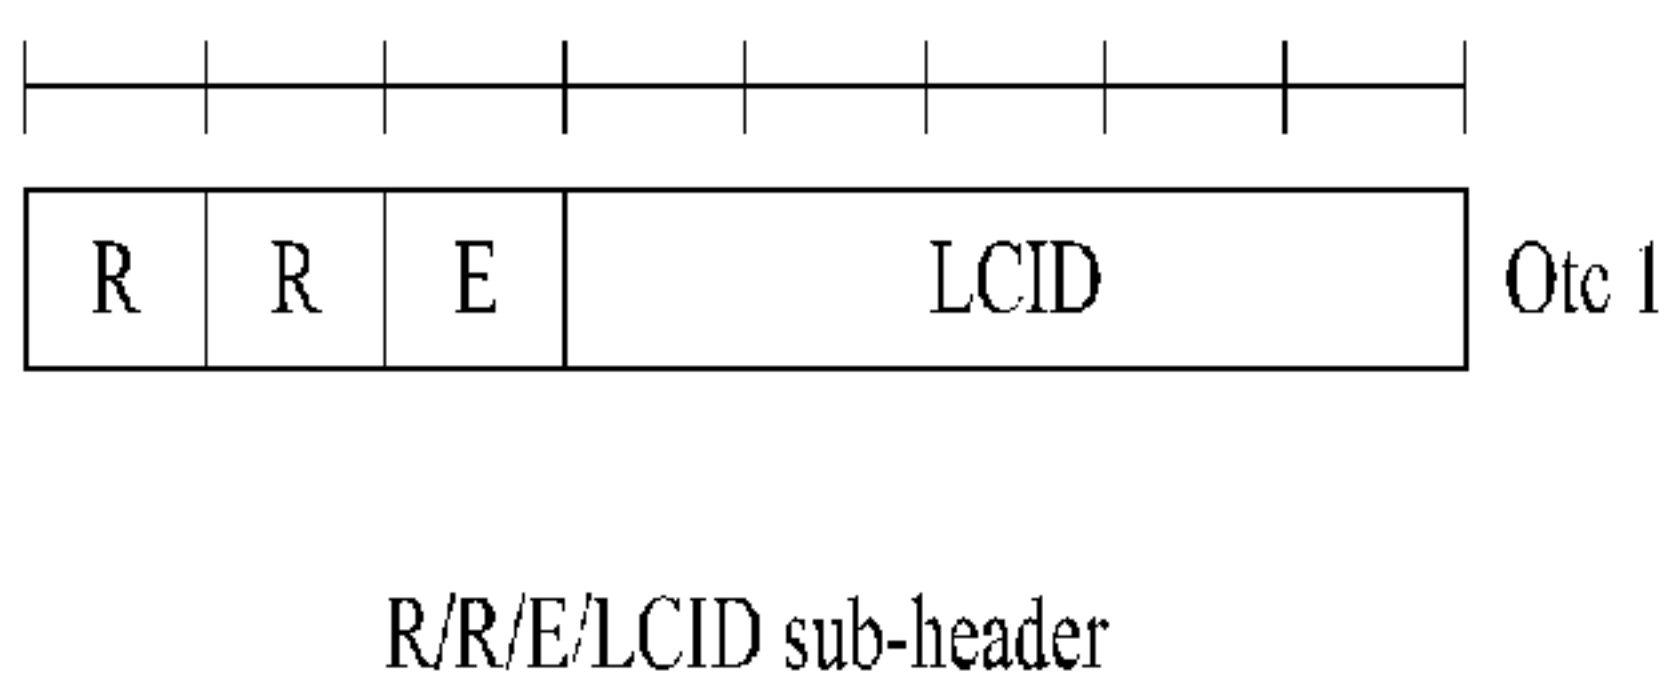 R R E LCID Otc 1
R/R/E/LCID sub-header